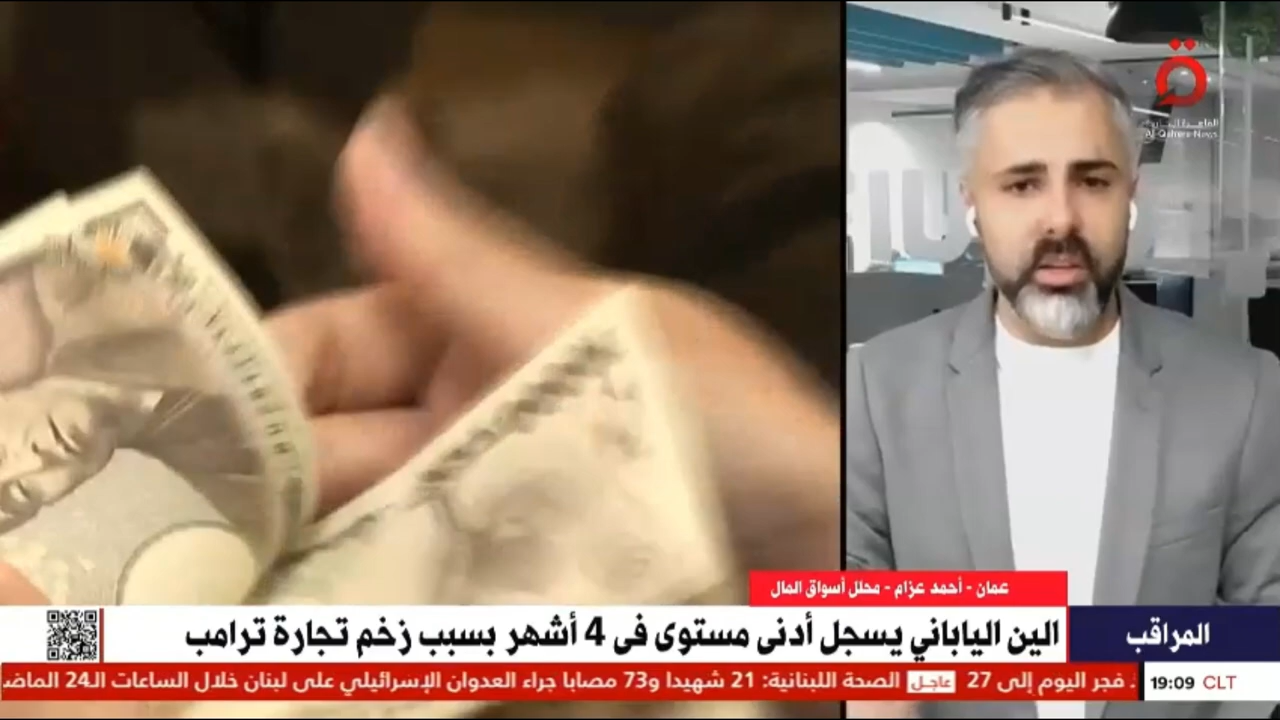 القاهرة الإخبارية
Al-Qahera News
عمان - أحمد عزام - محلل أسواق المال
المراقب
الين الياباني يسجل أدنى مستوى فى 4 أشهر بسبب زخم تجارة ترامب
19:09 CLT
. فجر اليوم إلى 27 عاجل الصحة اللبنانية: 21 شهيدا و73 مصابا جراء العدوان الإسرائيلي على لبنان خلال الساعات الـ24